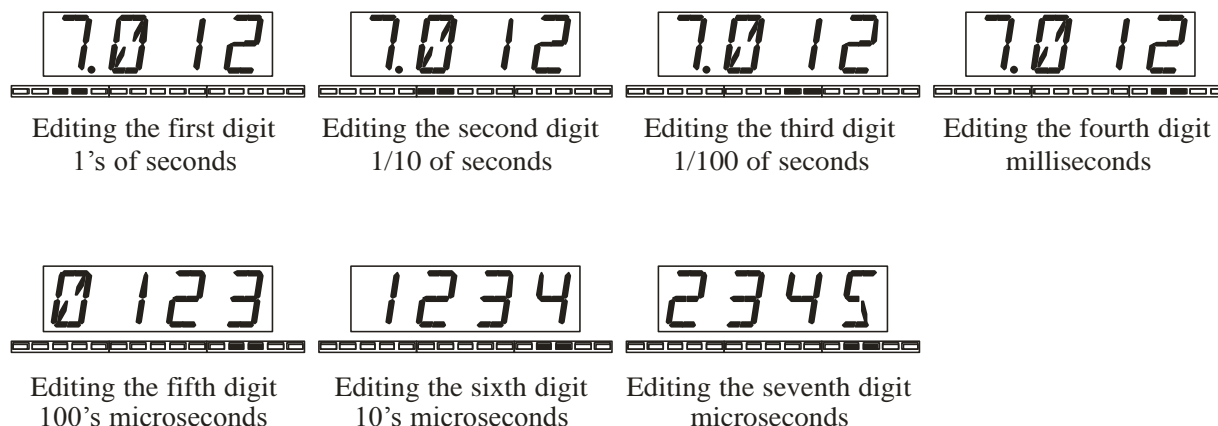 7.012 7.012 7.012 7.012
Editing the first digit Editing the second digit Editing the third digit Editing the fourth digit
1's of seconds 1/10 of seconds 1/100 of seconds milliseconds
0123 1234 2345
Editing the fifth digit Editing the sixth digit Editing the seventh digit
100's microseconds 10's microseconds microseconds